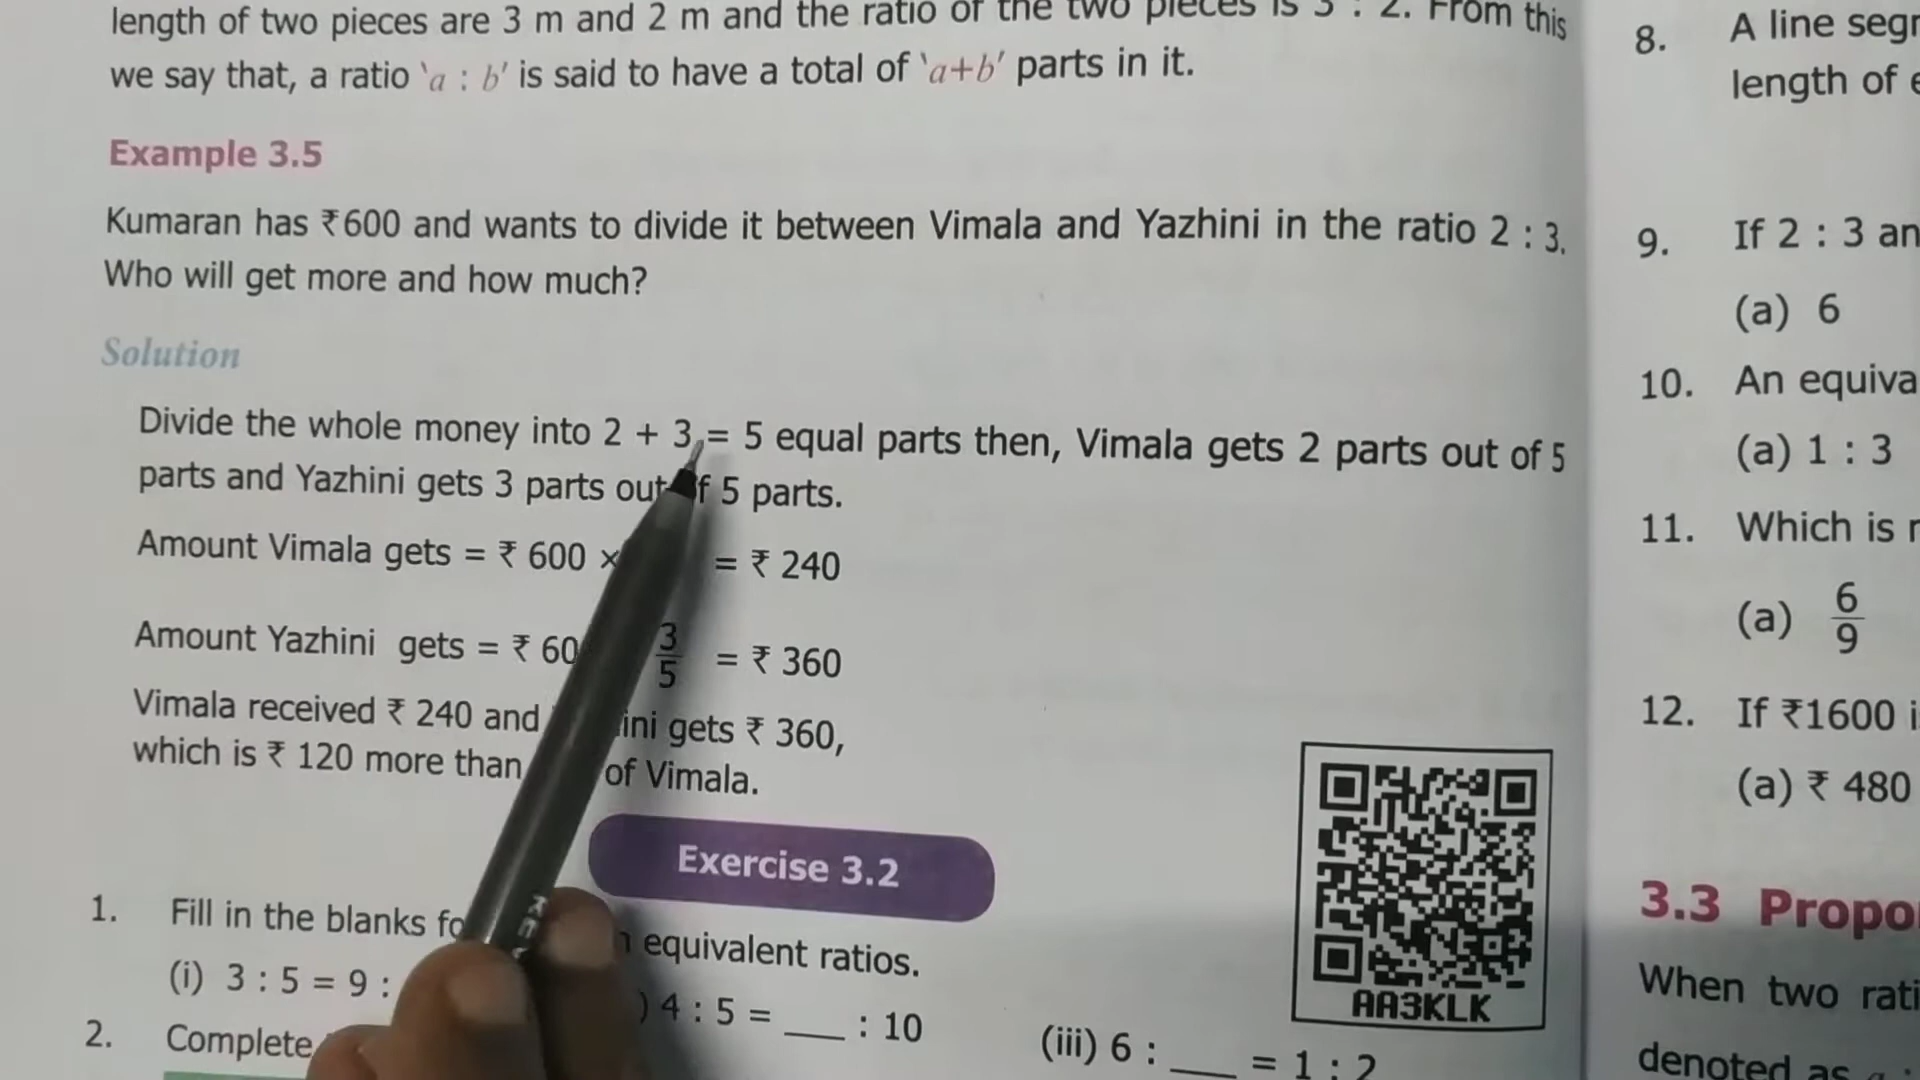 length of two pieces are 3 m and 2 m and the ratio of the two pieces is 3 : 2. From this
we say that, a ratio ‘a : b’ is said to have a total of ‘a+b’ parts in it.
Example 3.5
Kumaran has ₹600 and wants to divide it between Vimala and Yazhini in the ratio 2 : 3.
Who will get more and how much?
Solution
Divide the whole money into 2 + 3 = 5 equal parts then, Vimala gets 2 parts out of 5
parts and Yazhini gets 3 parts out 5 parts.
Amount Vimala gets = ₹ 600 × = ₹ 240
Amount Yazhini gets = ₹ 60 3/5 = ₹ 360
Vimala received ₹ 240 and ini gets ₹ 360,
which is ₹ 120 more than of Vimala.
Exercise 3.2
1. Fill in the blanks equivalent ratios.
(i) 3 : 5 = 9 : ) 4 : 5 = ___ : 10 (iii) 6 : ___ = 1 : 2
2. Complete
AA3KLK
8. A line seg
length of
9. If 2 : 3 an
(a) 6
10. An equiva
(a) 1 : 3
11. Which is
(a) 6/9
12. If ₹1600 i
(a) ₹ 480
3.3 Propo
When two rati
denoted as